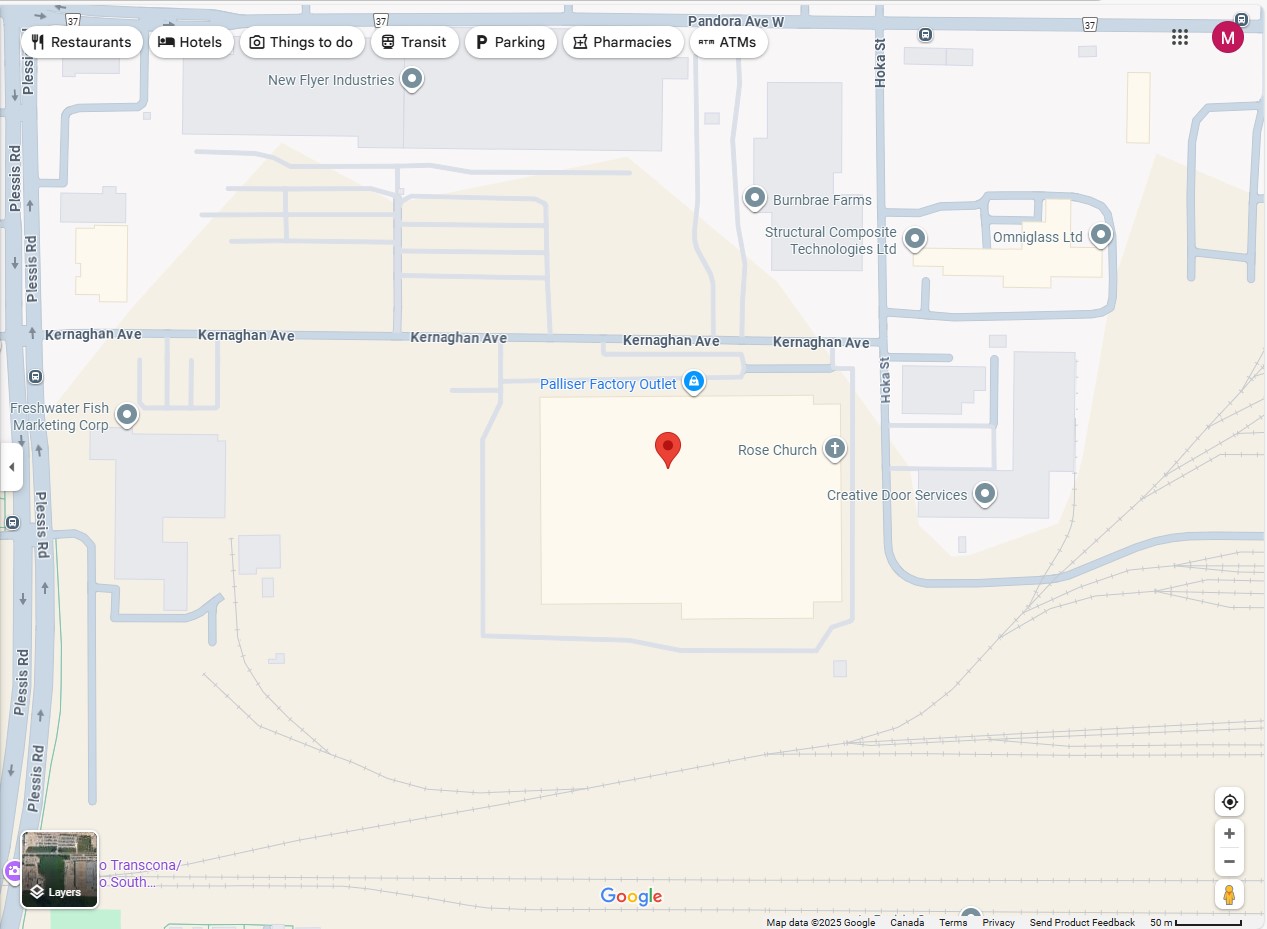 37
37
Pandora Ave W
37
Restaurants
Hotels
Things to do
Transit
Parking
Pharmacies
ATM
ATMs
M
Plessi
Hoka St
New Flyer Industries
Plessis Rd
Burnbrae Farms
Structural Composite
Technologies Ltd
Omniglass Ltd
Plessis Rd
Kernaghan Ave
Kernaghan Ave
Kernaghan Ave
Kernaghan Ave
Kernaghan Ave
Hoka St
Palliser Factory Outlet
Freshwater Fish
Marketing Corp
Rose Church
Creative Door Services
Plessis Rd
Plessis Rd
Plessis Rd
o Transcona/
o South...
Layers
Google
Map data ©2025 Google
Canada
Terms
Privacy
Send Product Feedback
50 m